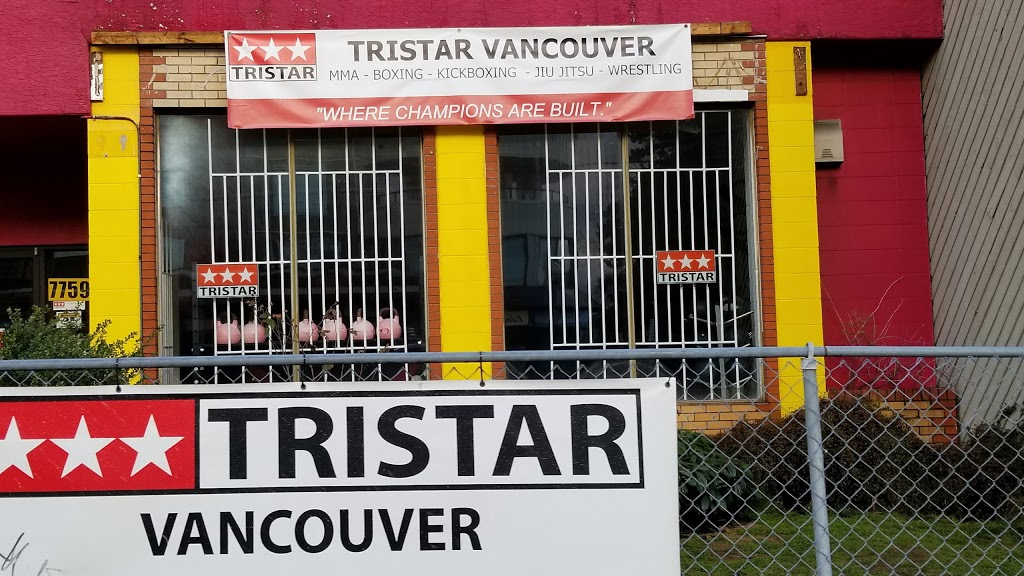 TRISTAR
TRISTAR VANCOUVER
MMA - BOXING - KICKBOXING - JIU JITSU - WRESTLING
"WHERE CHAMPIONS ARE BUILT."
TRISTAR
TRISTAR
7759
TRISTAR
VANCOUVER